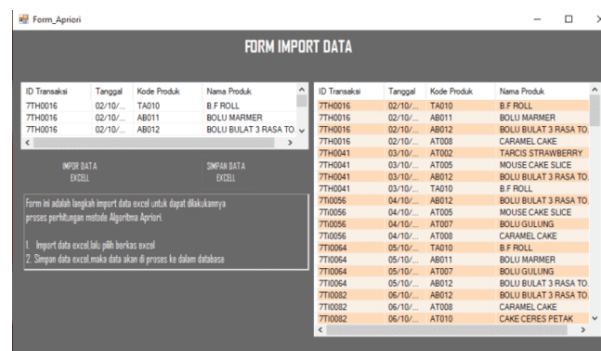 Form_Apriori
FORM IMPORT DATA
ID Transaksi Tanggal Kode Produk Nama Produk
7TH0016 02/10/... TA010 B.F ROLL
7TH0016 02/10/... AB011 BOLU MARMER
7TH0016 02/10/... AB012 BOLU BULAT 3 RASA TO.
IMPOR DATA
EXCELL
SIMPAN DATA
EXCELL
Form ini adalah langkah import data excel untuk dapat dilakukannya
proses perhitungan metode Algoritma Apriori.
1. Import data excel,lalu pilih berkas excel
2. Simpan data excel,maka data akan di proses ke dalam database
ID Transaksi Tanggal Kode Produk Nama Produk
7TH0016 02/10/... TA010 B.F ROLL
7TH0016 02/10/... AB011 BOLU MARMER
7TH0016 02/10/... AB012 BOLU BULAT 3 RASA TO.
7TH0016 02/10/... AT008 CARAMEL CAKE
7TH0041 03/10/... AT002 TARCIS STRAWBERRY
7TH0041 03/10/... AT005 MOUSE CAKE SLICE
7TH0041 03/10/... AB012 BOLU BULAT 3 RASA TO.
7TH0041 03/10/... TA010 B.F ROLL
7TI0056 04/10/... AB012 BOLU BULAT 3 RASA TO.
7TI0056 04/10/... AT005 MOUSE CAKE SLICE
7TI0056 04/10/... AT007 BOLU GULUNG
7TI0056 04/10/... AT008 CARAMEL CAKE
7TI0064 05/10/... TA010 B.F ROLL
7TI0064 05/10/... AB011 BOLU MARMER
7TI0064 05/10/... AT007 BOLU GULUNG
7TI0064 05/10/... AB012 BOLU BULAT 3 RASA TO.
7TI0082 06/10/... AB012 BOLU BULAT 3 RASA TO.
7TI0082 06/10/... AT008 CARAMEL CAKE
7TI0082 06/10/... AT010 CAKE CERES PETAK